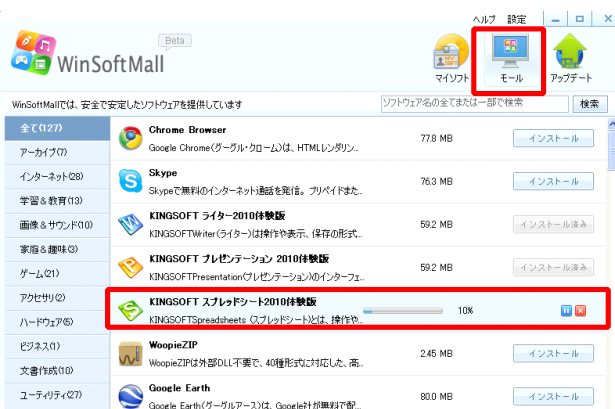 ヘルプ 設定
Beta
WinSoftMall
マイソフト モール アップデート
WinSoftMallでは、安全で安定したソフトウェアを提供しています
ソフトウェア名の全てまたは一部で検索 検索
全て(127)
アーカイブ(7)
インターネット(28)
学習&教育(13)
画像&サウンド(10)
家庭&趣味(3)
ゲーム(21)
アクセサリ(2)
ハードウェア(5)
ビジネス(1)
文書作成(10)
ユーティリティ(27)
Chrome Browser
Google Chrome(グーグル・クローム)は、HTMLレンダリン...
77.8 MB
インストール
Skype
Skypeで無料のインターネット通話を発信。プリペイドまた...
76.3 MB
インストール
KINGSOFT ライター2010体験版
KINGSOFTWriter(ライター)は操作や表示、保存の形式...
59.2 MB
インストール済み
KINGSOFT プレゼンテーション 2010体験版
KINGSOFTPresentation(プレゼンテーション)のインターフェ...
59.2 MB
インストール済み
KINGSOFT スプレッドシート2010体験版
KINGSOFTSpreadsheets (スプレッドシート)とは、操作や...
10%
WoopieZIP
WoopieZIPは外部DLL不要で、40種形式に対応した、高...
2.45 MB
インストール
Google Earth
Google Earth(グーグルアース)は、Google社が無料で配...
80.0 MB
インストール